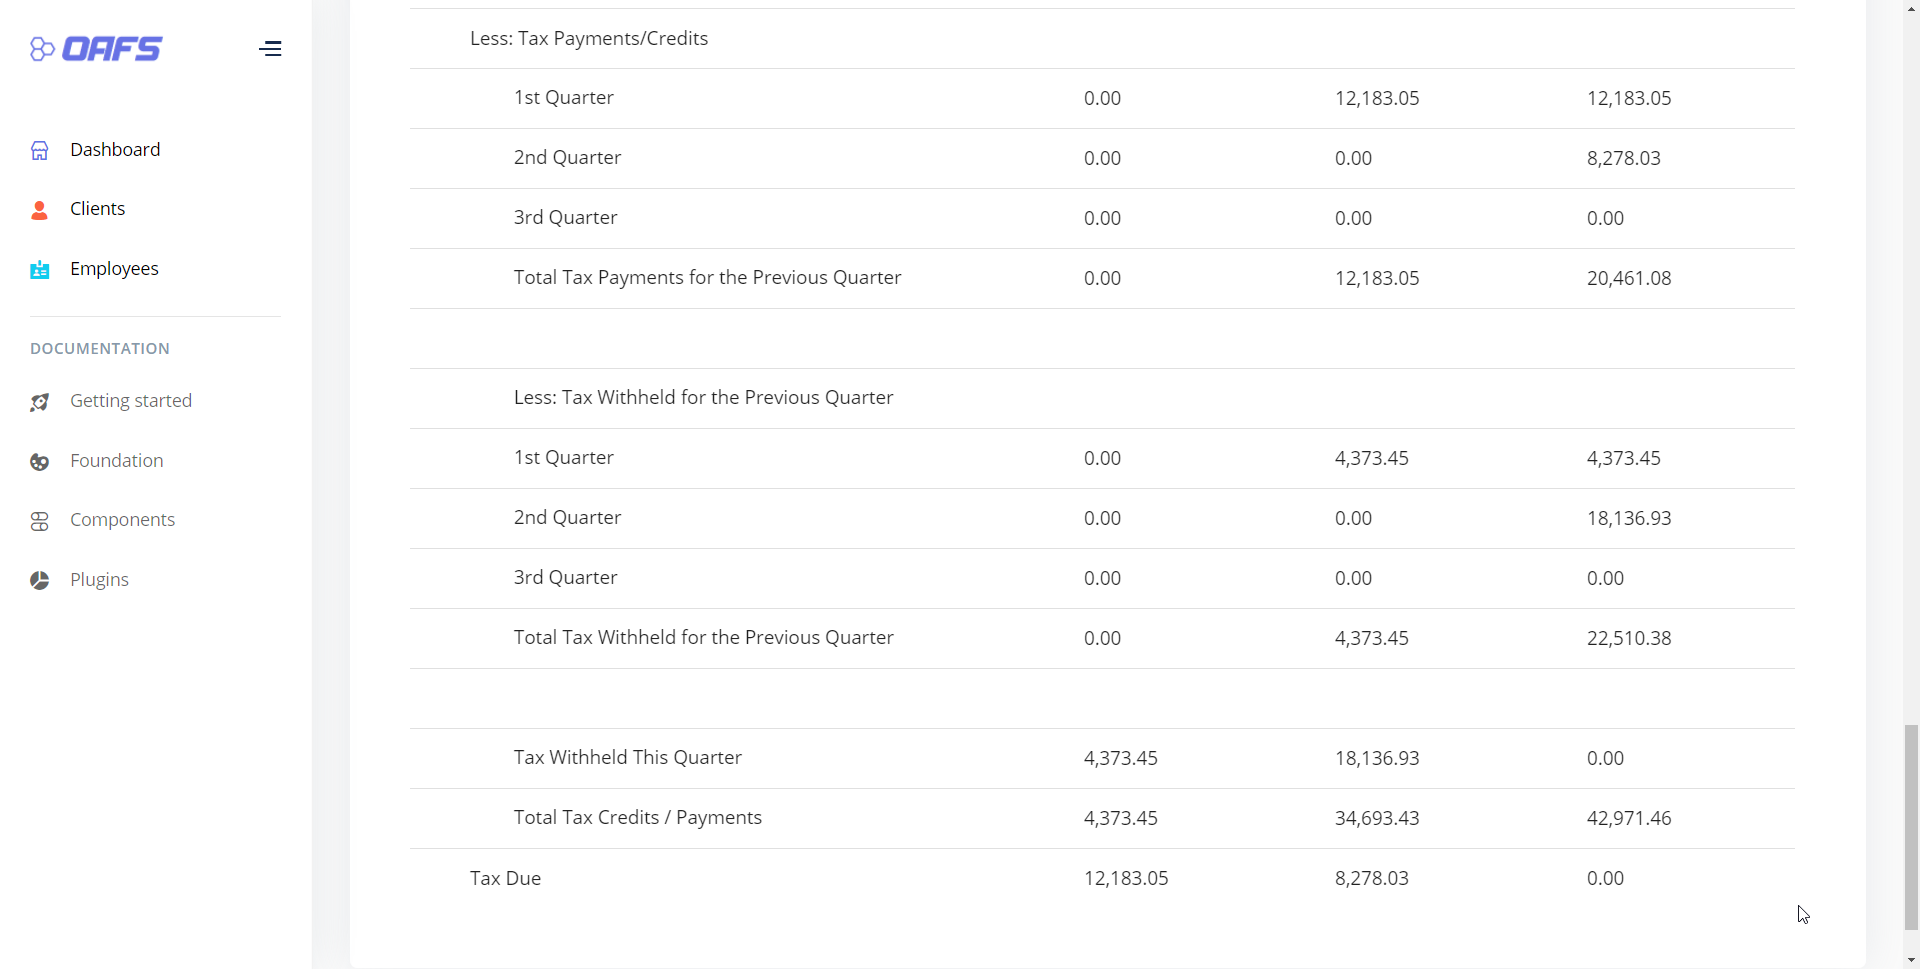 OAFS
Dashboard
Clients
Employees
DOCUMENTATION
Getting started
Foundation
Components
Plugins
Less: Tax Payments/Credits
1st Quarter 0.00 12,183.05 12,183.05
2nd Quarter 0.00 0.00 8,278.03
3rd Quarter 0.00 0.00 0.00
Total Tax Payments for the Previous Quarter 0.00 12,183.05 20,461.08
Less: Tax Withheld for the Previous Quarter
1st Quarter 0.00 4,373.45 4,373.45
2nd Quarter 0.00 0.00 18,136.93
3rd Quarter 0.00 0.00 0.00
Total Tax Withheld for the Previous Quarter 0.00 4,373.45 22,510.38
Tax Withheld This Quarter 4,373.45 18,136.93 0.00
Total Tax Credits / Payments 4,373.45 34,693.43 42,971.46
Tax Due 12,183.05 8,278.03 0.00